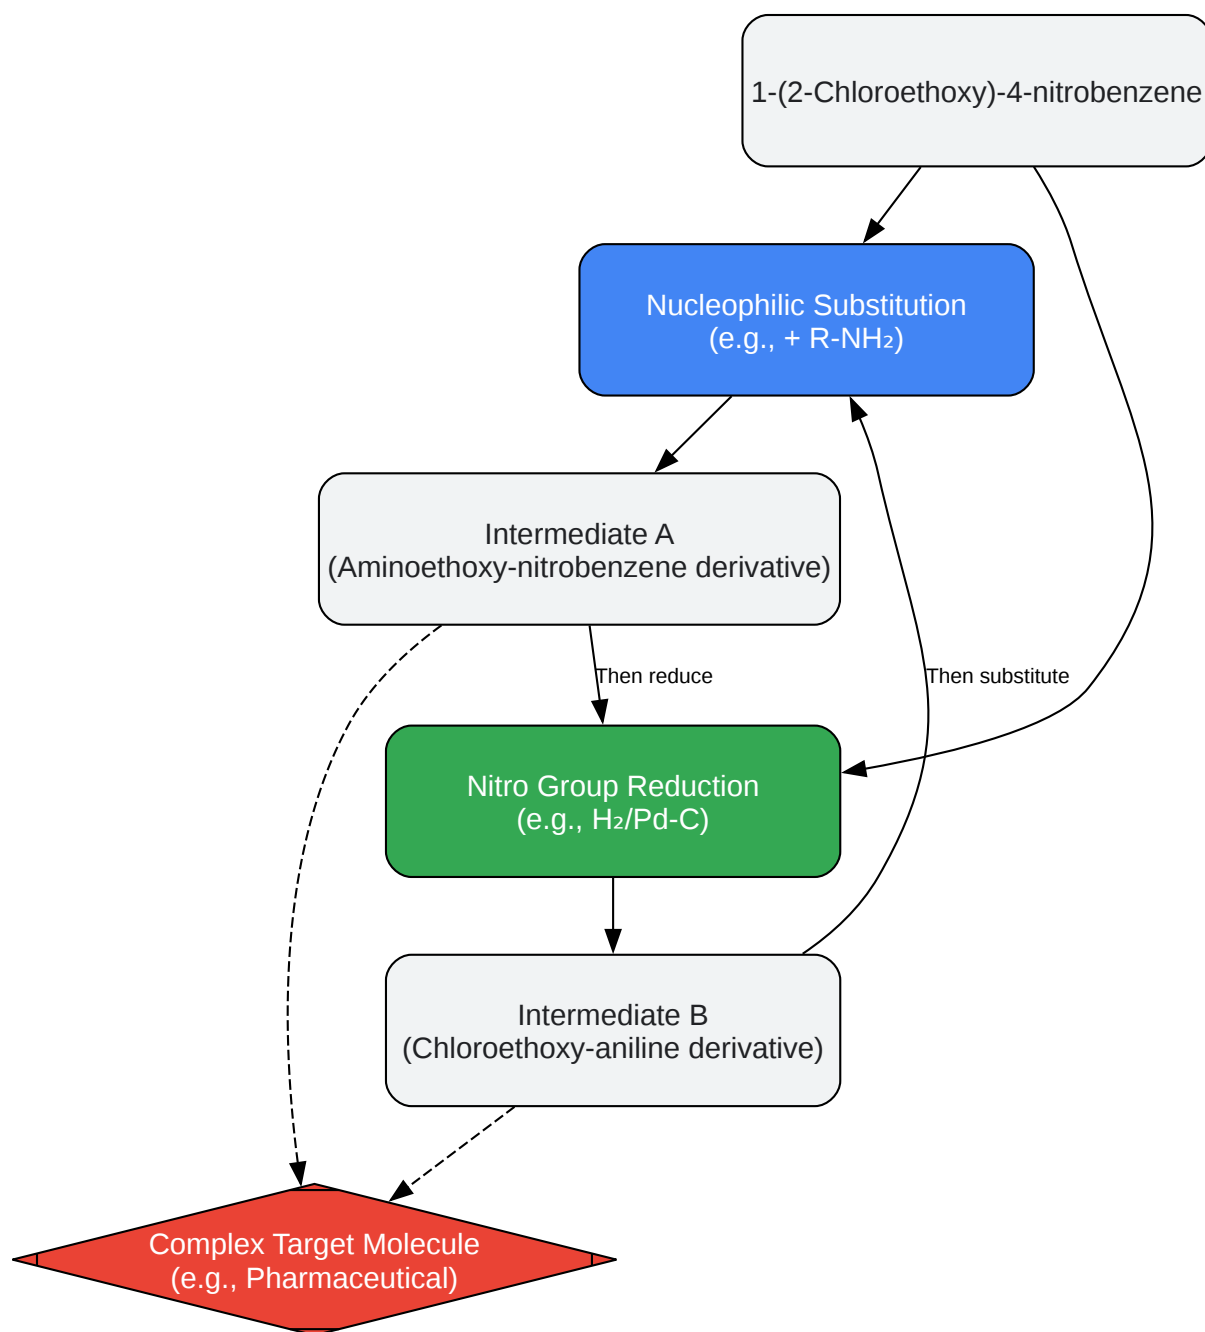 1-(2-Chloroethoxy)-4-nitrobenzene
Nucleophilic Substitution
(e.g., + R-NH₂)
Intermediate A
(Aminoethoxy-nitrobenzene derivative)
Then reduce
Then substitute
Nitro Group Reduction
(e.g., H₂/Pd-C)
Intermediate B
(Chloroethoxy-aniline derivative)
Complex Target Molecule
(e.g., Pharmaceutical)